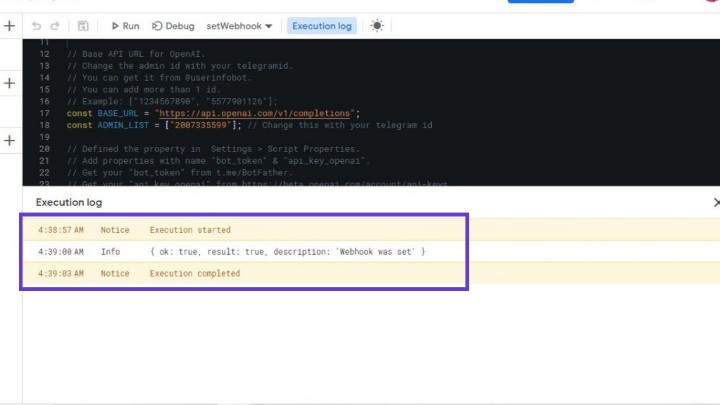 Run Debug setWebhook Execution log
11
12 // Base API URL for OpenAI.
13 // Change the admin id with your telegramid.
14 // You can get it from @userinfobot.
15 // You can add more than 1 id.
16 // Example: ["1234567890", "5577901126"];
17 const BASE_URL = "https://api.openai.com/v1/completions";
18 const ADMIN_LIST = ["2007335599"]; // Change this with your telegram id
19
20 // Defined the property in Settings > Script Properties.
21 // Add properties with name "bot_token" & "api_key_openai".
22 // Get your "bot_token" from t.me/BotFather.
23 // Get your "api_key_openai" from https://beta.openai.com/account/api-keys
Execution log
4:38:57 AM Notice Execution started
4:39:00 AM Info { ok: true, result: true, description: 'Webhook was set' }
4:39:03 AM Notice Execution completed